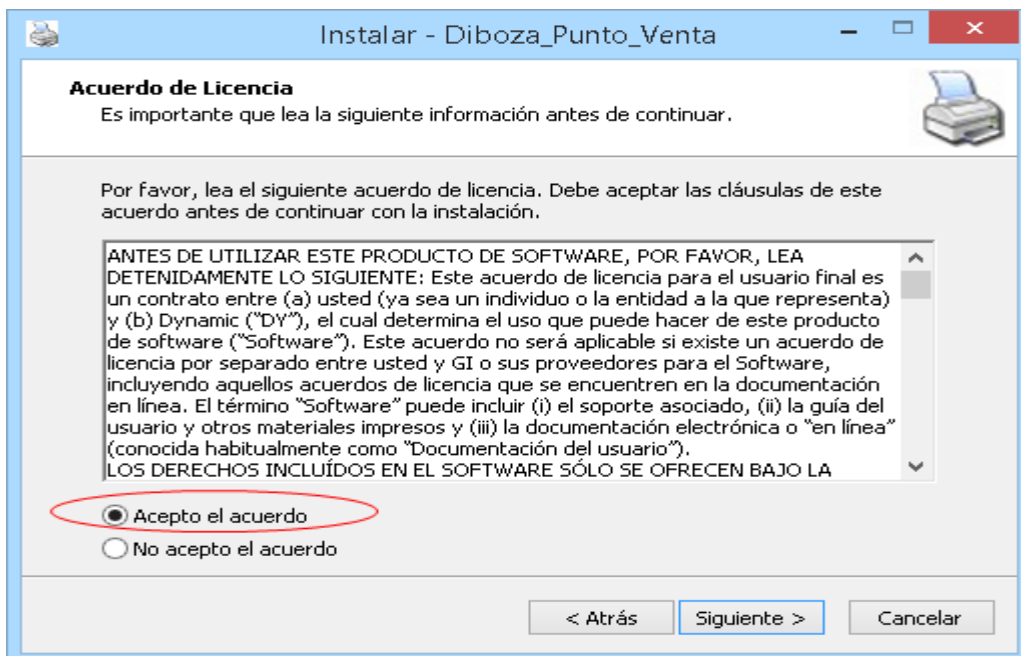 Instalar - Diboza_Punto_Venta
Acuerdo de Licencia
Es importante que lea la siguiente información antes de continuar.
Por favor, lea el siguiente acuerdo de licencia. Debe aceptar las cláusulas de este
acuerdo antes de continuar con la instalación.
ANTES DE UTILIZAR ESTE PRODUCTO DE SOFTWARE, POR FAVOR, LEA
DETENIDAMENTE LO SIGUIENTE: Este acuerdo de licencia para el usuario final es
un contrato entre (a) usted (ya sea un individuo o la entidad a la que representa)
y (b) Dynamic (“DY”), el cual determina el uso que puede hacer de este producto
de software (“Software”). Este acuerdo no será aplicable si existe un acuerdo de
licencia por separado entre usted y GI o sus proveedores para el Software,
incluyendo aquellos acuerdos de licencia que se encuentren en la documentación
en línea. El término “Software” puede incluir (i) el soporte asociado, (ii) la guía del
usuario y otros materiales impresos y (iii) la documentación electrónica o “en línea”
(conocida habitualmente como “Documentación del usuario”).
LOS DERECHOS INCLUÍDOS EN EL SOFTWARE SÓLO SE OFRECEN BAJO LA
Acepto el acuerdo
No acepto el acuerdo
< Atrás Siguiente > Cancelar